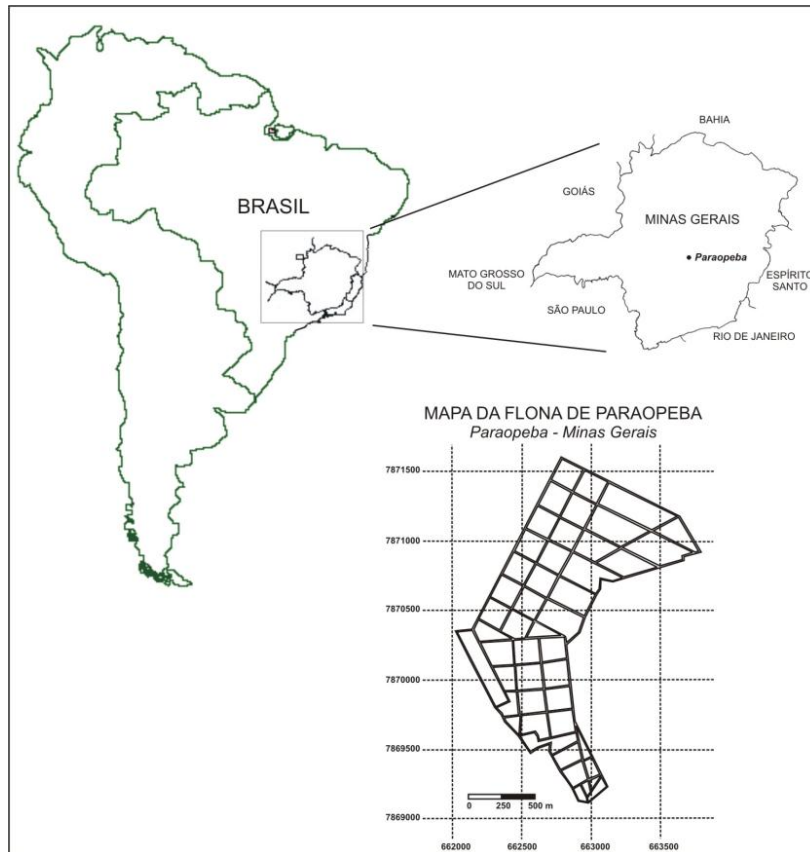 BRASIL
BAHIA
GOIÁS
MINAS GERAIS
Paraopeba
MATO GROSSO
DO SUL
ESPÍRITO
SANTO
SÃO PAULO
RIO DE JANEIRO
MAPA DA FLONA DE PARAOPEBA
Paraopeba - Minas Gerais
7871500
7871000
7870500
7870000
7869500
7869000
0 250 500 m
662000 662500 663000 663500